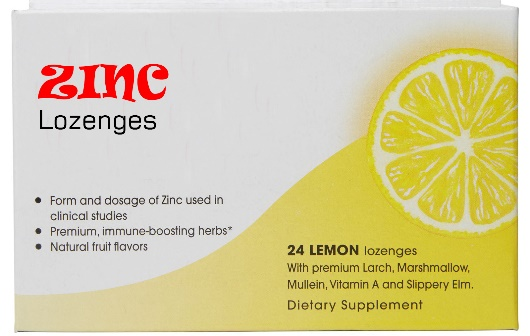 ZINC
Lozenges
• Form and dosage of Zinc used in
clinical studies
• Premium, immune-boosting herbs*
• Natural fruit flavors
24 LEMON lozenges
With premium Larch, Marshmallow,
Mullein, Vitamin A and Slippery Elm.
Dietary Supplement